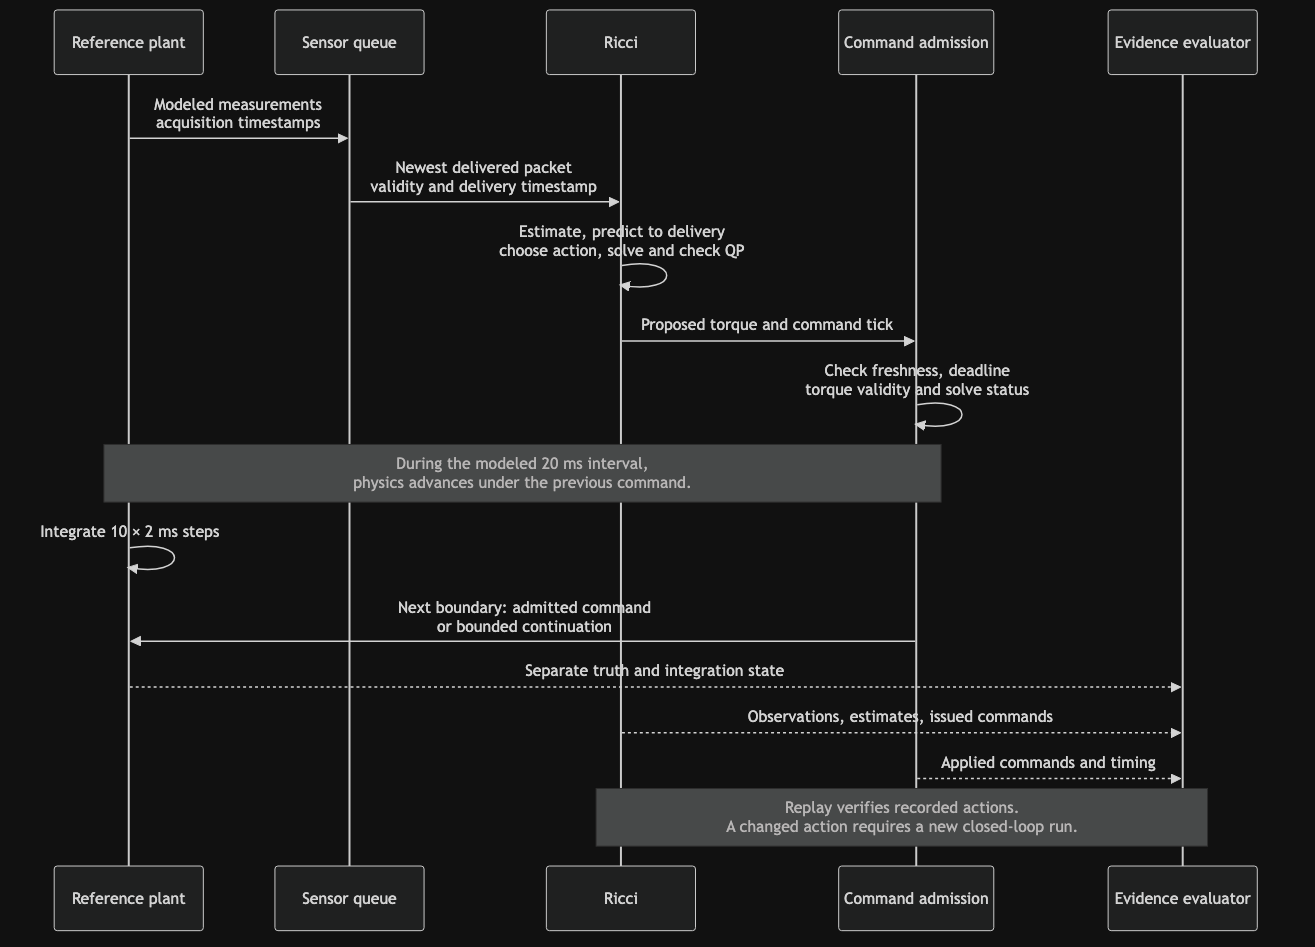 Reference plant
Sensor queue
Ricci
Command admission
Evidence evaluator
Modeled measurements
acquisition timestamps
Newest delivered packet
validity and delivery timestamp
Estimate, predict to delivery
choose action, solve and check QP
Proposed torque and command tick
Check freshness, deadline
torque validity and solve status
During the modeled 20 ms interval,
physics advances under the previous command.
Integrate 10 × 2 ms steps
Next boundary: admitted command
or bounded continuation
Separate truth and integration state
Observations, estimates, issued commands
Applied commands and timing
Replay verifies recorded actions.
A changed action requires a new closed-loop run.
Reference plant
Sensor queue
Ricci
Command admission
Evidence evaluator